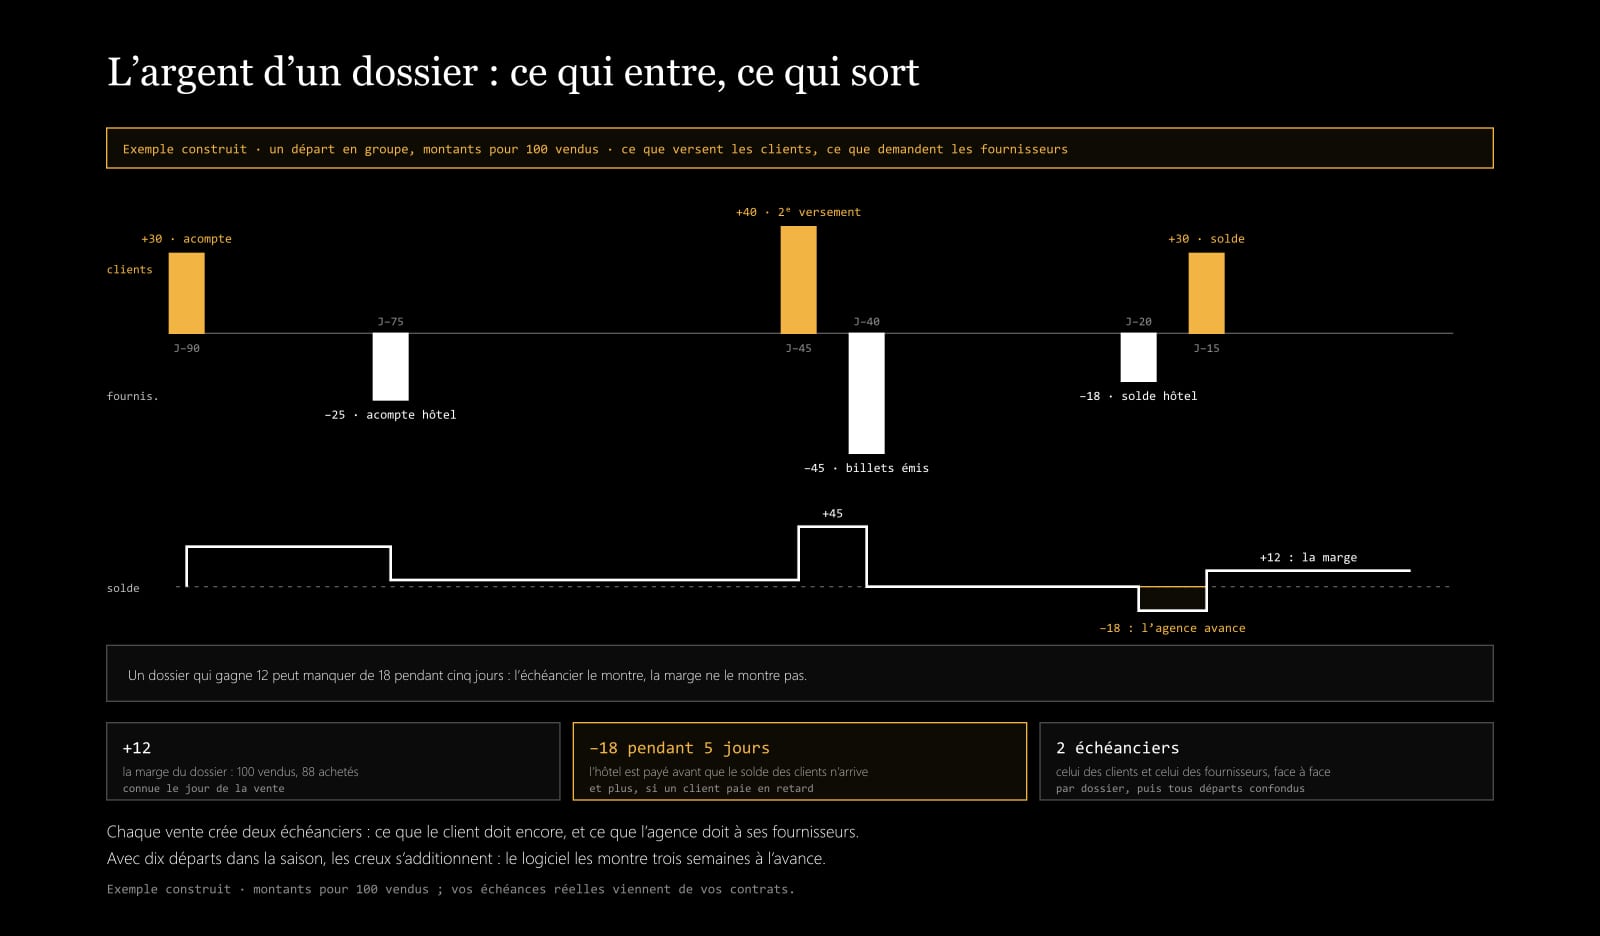 L’argent d’un dossier : ce qui entre, ce qui sort
Exemple construit · un départ en groupe, montants pour 100 vendus · ce que versent les clients, ce que demandent les fournisseurs
+40 · 2ᵉ versement
+30 · acompte
+30 · solde
clients
J−75
J−40
J−20
J−90
J−45
J−15
fournis.
−18 · solde hôtel
−25 · acompte hôtel
−45 · billets émis
+45
+12 : la marge
solde
−18 : l’agence avance
Un dossier qui gagne 12 peut manquer de 18 pendant cinq jours : l’échéancier le montre, la marge ne le montre pas.
+12
la marge du dossier : 100 vendus, 88 achetés
connue le jour de la vente
−18 pendant 5 jours
l’hôtel est payé avant que le solde des clients n’arrive
et plus, si un client paie en retard
2 échéanciers
celui des clients et celui des fournisseurs, face à face
par dossier, puis tous départs confondus
Chaque vente crée deux échéanciers : ce que le client doit encore, et ce que l’agence doit à ses fournisseurs.
Avec dix départs dans la saison, les creux s’additionnent : le logiciel les montre trois semaines à l’avance.
Exemple construit · montants pour 100 vendus ; vos échéances réelles viennent de vos contrats.